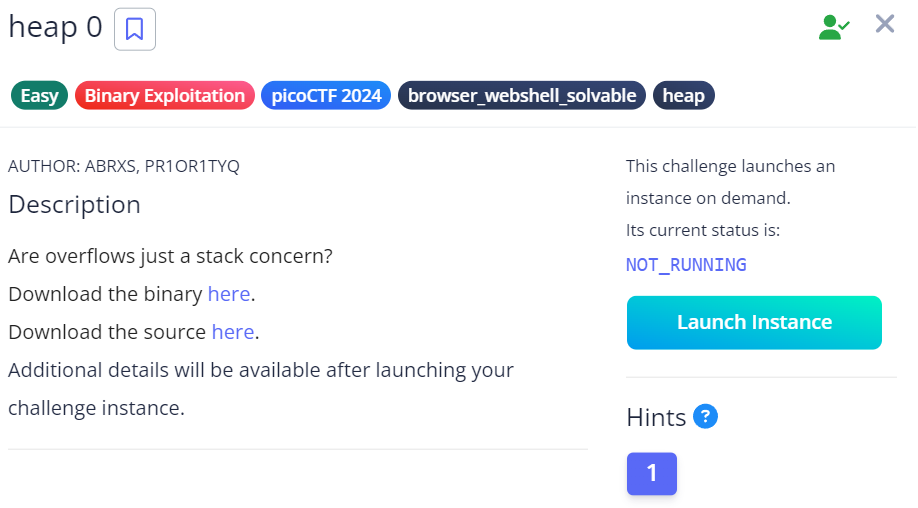 heap 0
Easy Binary Exploitation picoCTF 2024 browser_webshell_solvable heap
AUTHOR: ABRXS, PR1OR1TYQ
Description
Are overflows just a stack concern?
Download the binary here.
Download the source here.
Additional details will be available after launching your
challenge instance.
This challenge launches an
instance on demand.
Its current status is:
NOT_RUNNING
Launch Instance
Hints ?
1